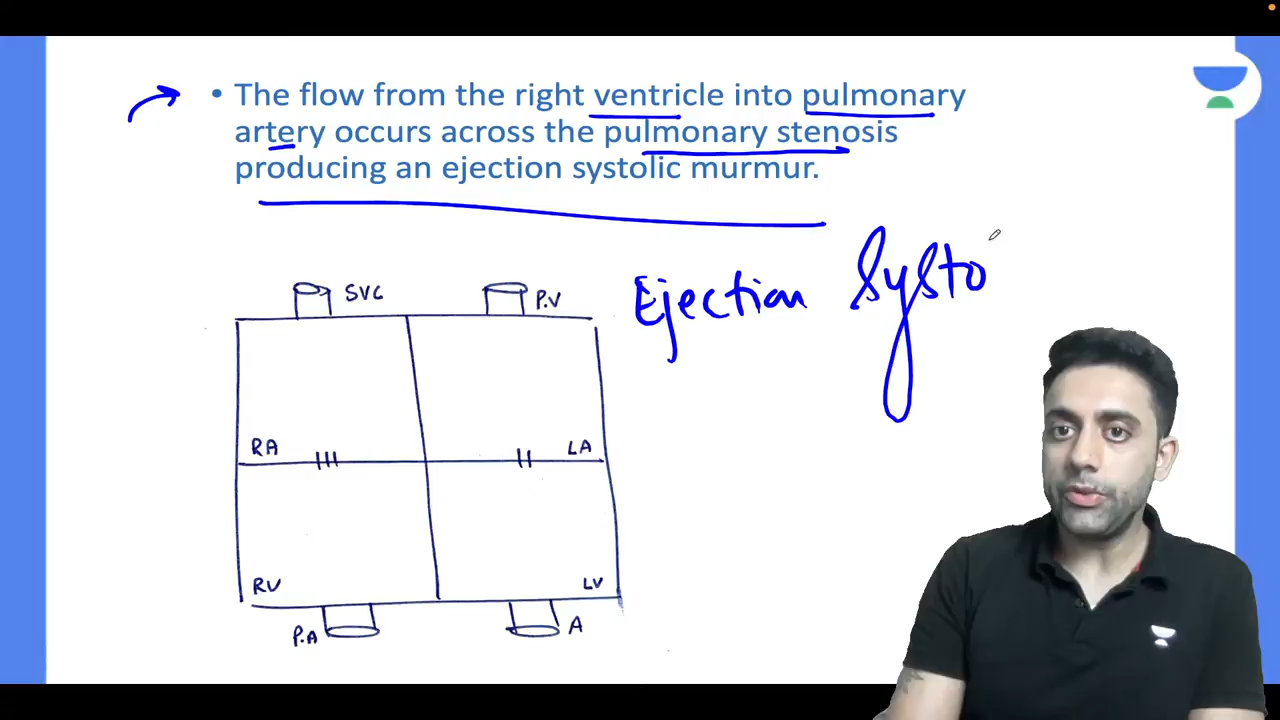 • The flow from the right ventricle into pulmonary
artery occurs across the pulmonary stenosis
producing an ejection systolic murmur.
Ejection Systo
SVC
P.V
RA
LA
RV
LV
P.A
A